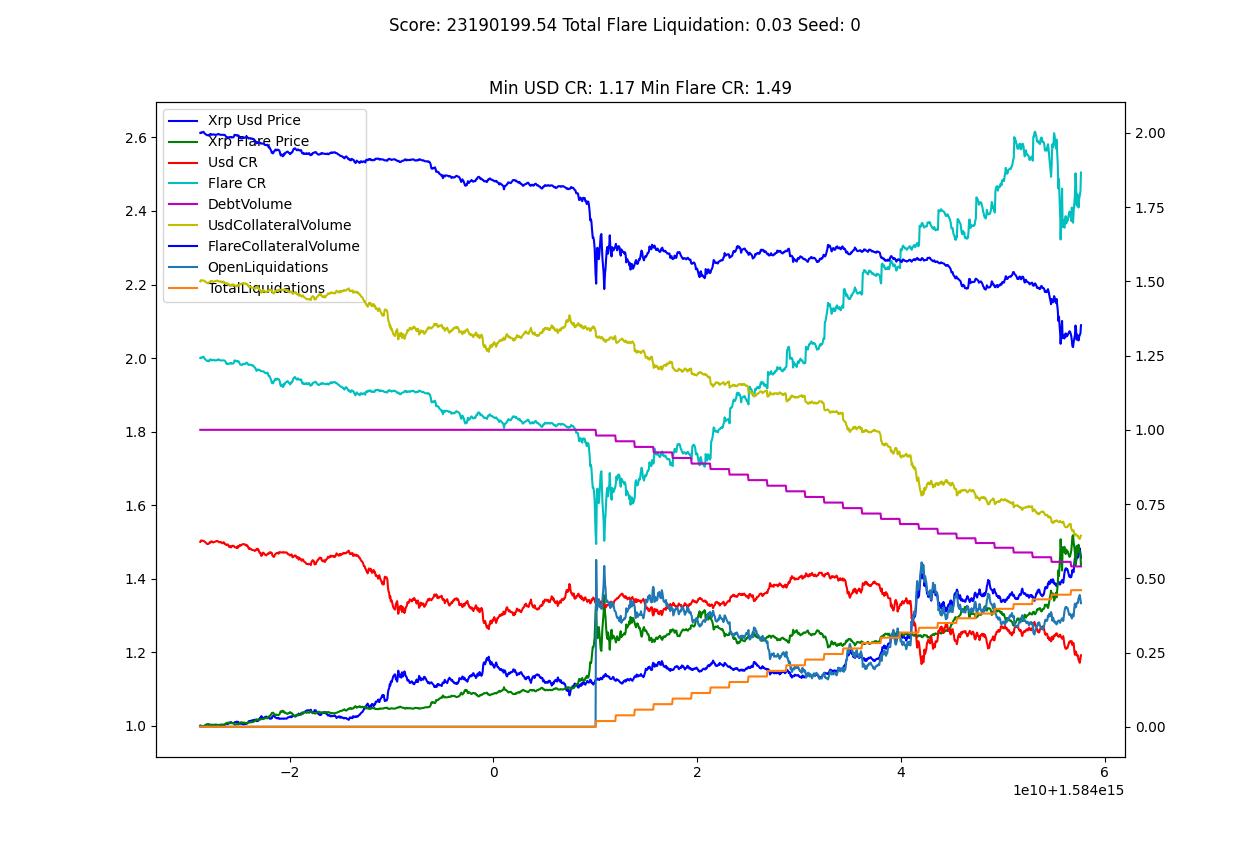 Score: 23190199.54 Total Flare Liquidation: 0.03 Seed: 0
Min USD CR: 1.17 Min Flare CR: 1.49
Xrp Usd Price
Xrp Flare Price
Usd CR
Flare CR
DebtVolume
UsdCollateralVolume
FlareCollateralVolume
OpenLiquidations
TotalLiquidations
2.6
2.4
2.2
2.0
1.8
1.6
1.4
1.2
1.0
2.00
1.75
1.50
1.25
1.00
0.75
0.50
0.25
0.00
−2 0 2 4 6
1e10+1.584e15